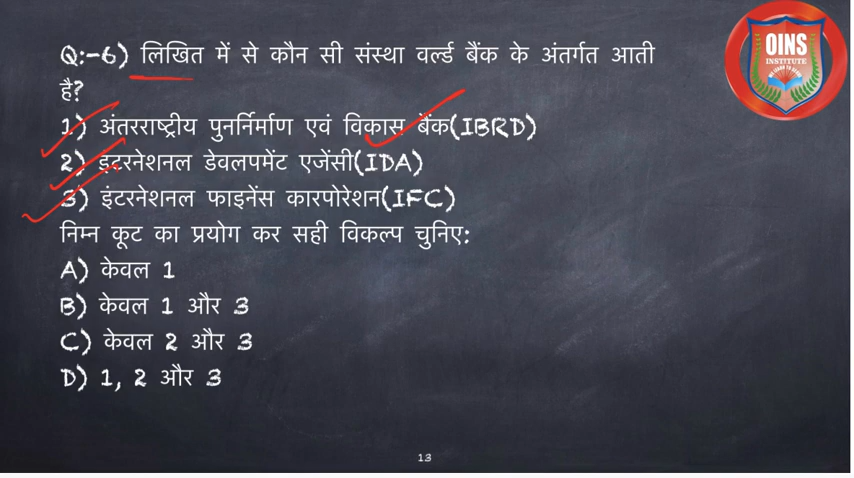 Q:-6) लिखित में से कौन सी संस्था वर्ल्ड बैंक के अंतर्गत आती
है?
1) अंतरराष्ट्रीय पुनर्निर्माण एवं विकास बैंक(IBRD)
2) इंटरनेशनल डेवलपमेंट एजेंसी(IDA)
3) इंटरनेशनल फाइनेंस कारपोरेशन(IFC)
निम्न कूट का प्रयोग कर सही विकल्प चुनिए:
A) केवल 1
B) केवल 1 और 3
C) केवल 2 और 3
D) 1, 2 और 3
13
OINS
INSTITUTE